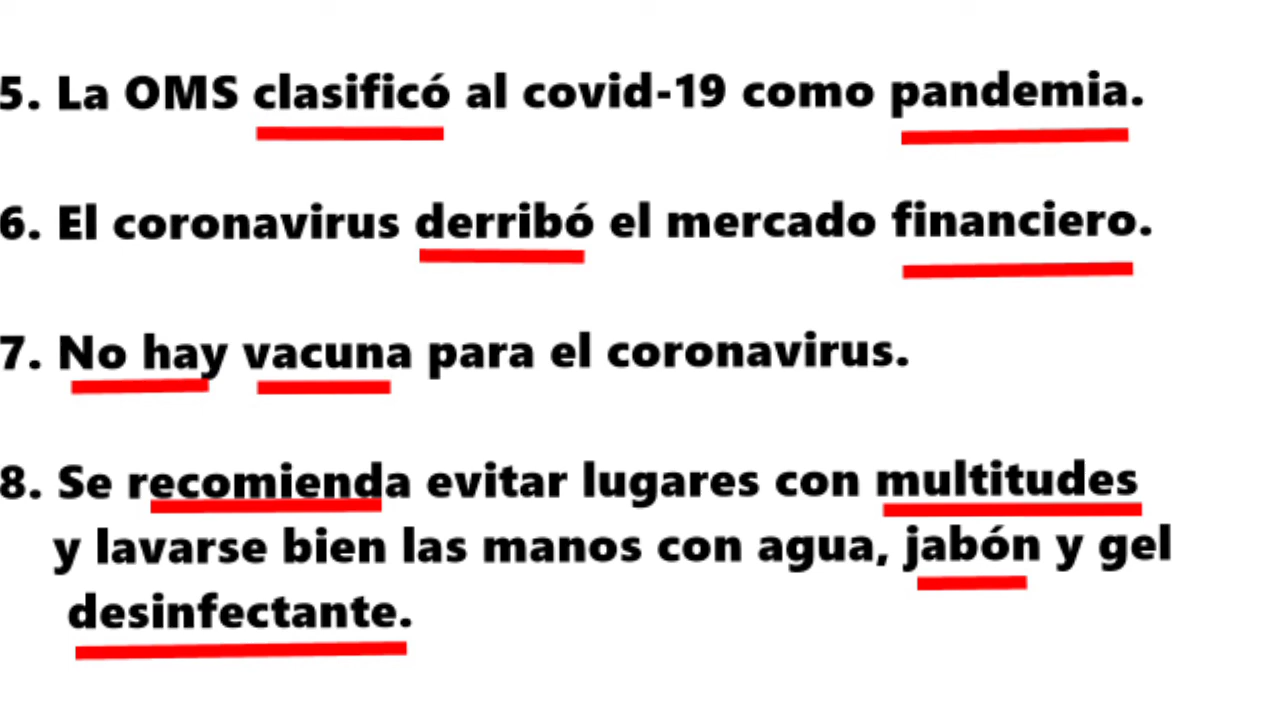 5. La OMS clasificó al covid-19 como pandemia.
6. El coronavirus derribó el mercado financiero.
7. No hay vacuna para el coronavirus.
8. Se recomienda evitar lugares con multitudes
y lavarse bien las manos con agua, jabón y gel
desinfectante.